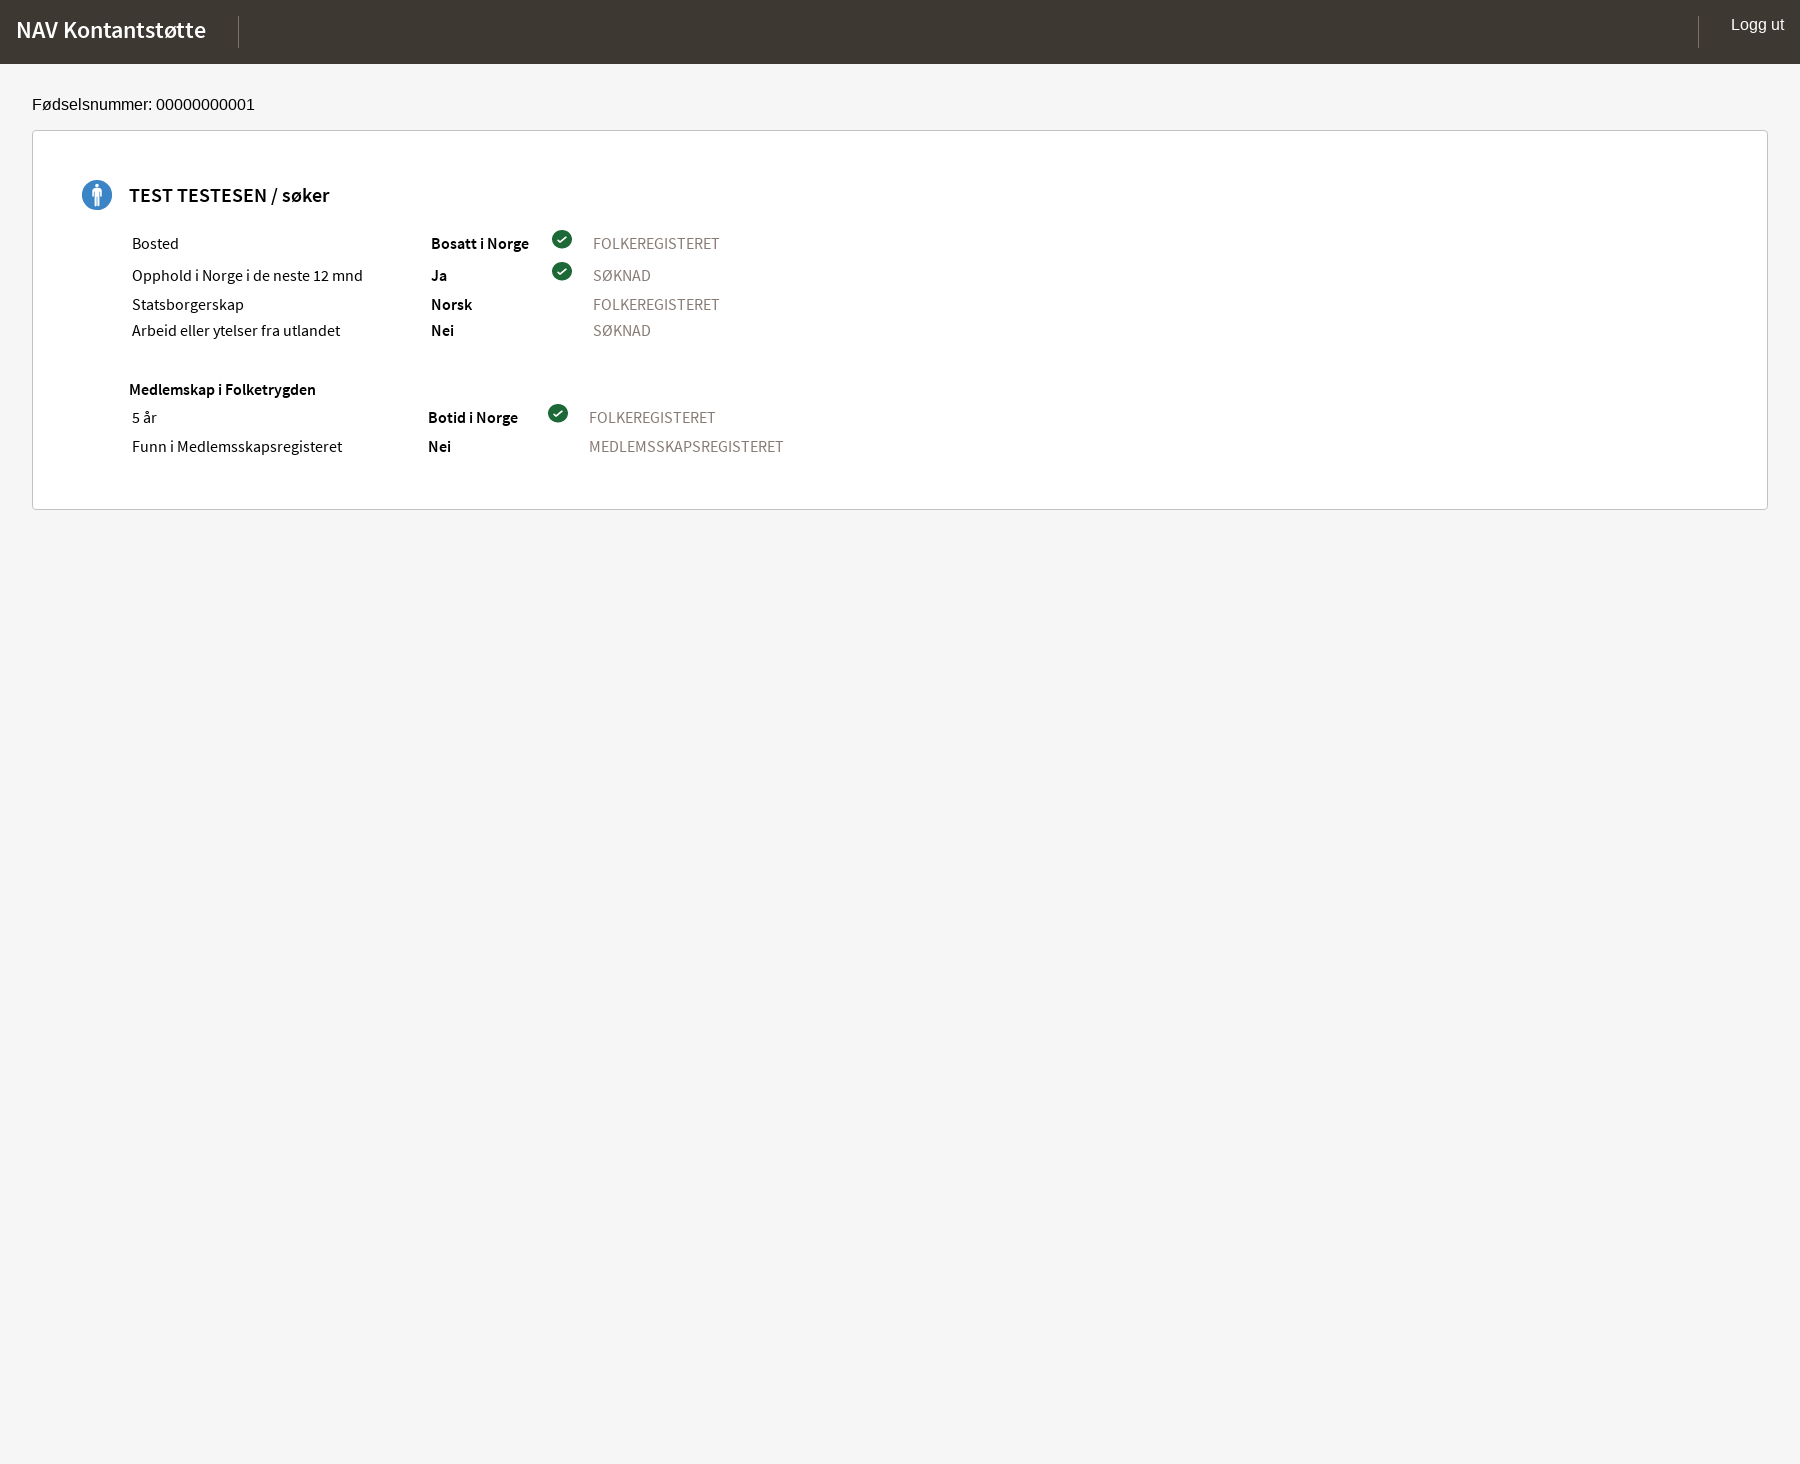 NAV Kontantstøtte
Logg ut
Fødselsnummer: 00000000001
TEST TESTESEN / søker
Bosted Bosatt i Norge FOLKEREGISTERET
Opphold i Norge i de neste 12 mnd Ja SØKNAD
Statsborgerskap Norsk FOLKEREGISTERET
Arbeid eller ytelser fra utlandet Nei SØKNAD
Medlemskap i Folketrygden
5 år Botid i Norge FOLKEREGISTERET
Funn i Medlemsskapsregisteret Nei MEDLEMSSKAPSREGISTERET